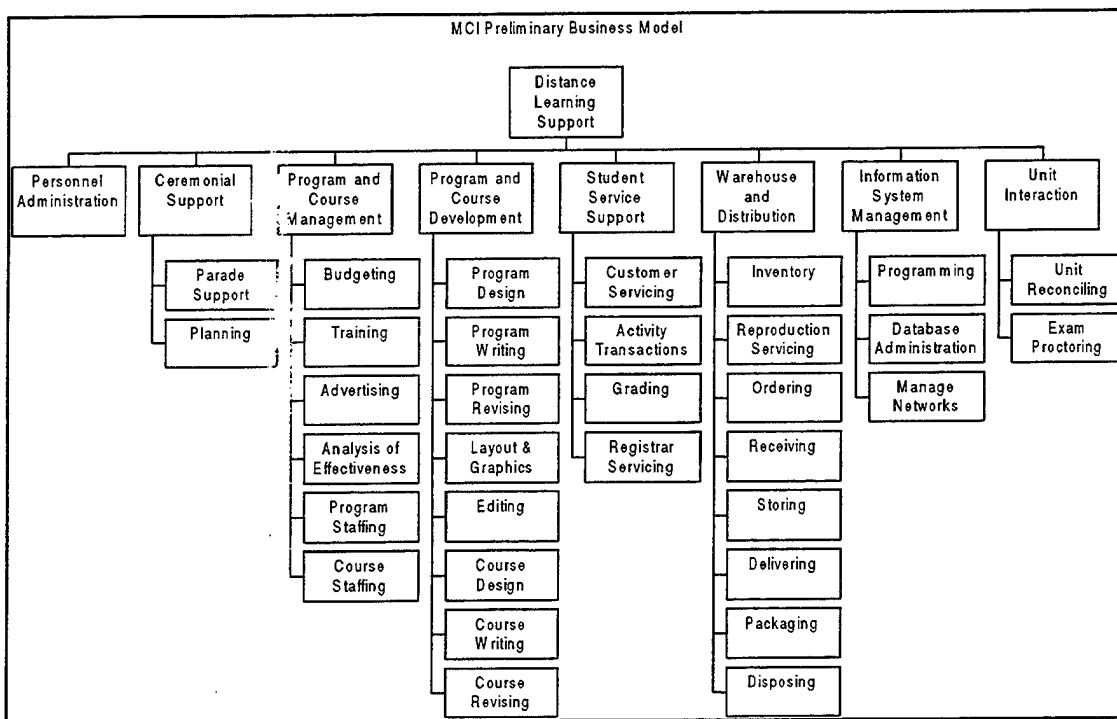 MCI Preliminary Business Model
Distance
Learning
Support
Personnel
Administration
Ceremonial
Support
Parade
Support
Planning
Program and
Course
Management
Budgeting
Training
Advertising
Analysis of
Effectiveness
Program
Staffing
Course
Staffing
Program and
Course
Development
Program
Design
Program
Writing
Program
Revising
Layout &
Graphics
Editing
Course
Design
Course
Writing
Course
Revising
Student
Service
Support
Customer
Servicing
Activity
Transactions
Grading
Registrar
Servicing
Warehouse
and
Distribution
Inventory
Reproduction
Servicing
Ordering
Receiving
Storing
Delivering
Packaging
Disposing
Information
System
Management
Programming
Database
Administration
Manage
Networks
Unit
Interaction
Unit
Reconciling
Exam
Proctoring